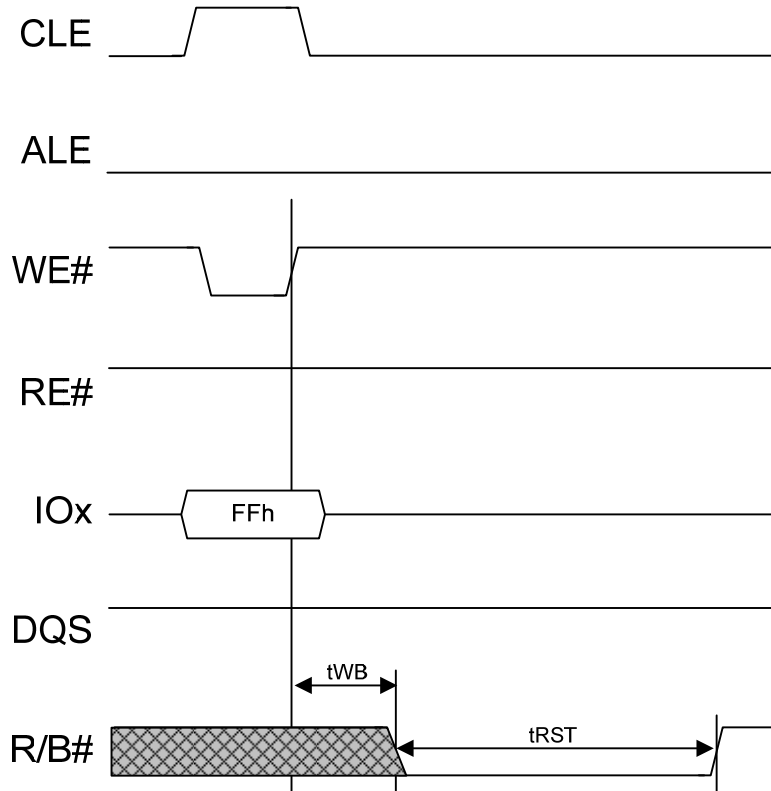 CLE
ALE
WE#
RE#
IOx
FFh
DQS
tWB
R/B#
tRST